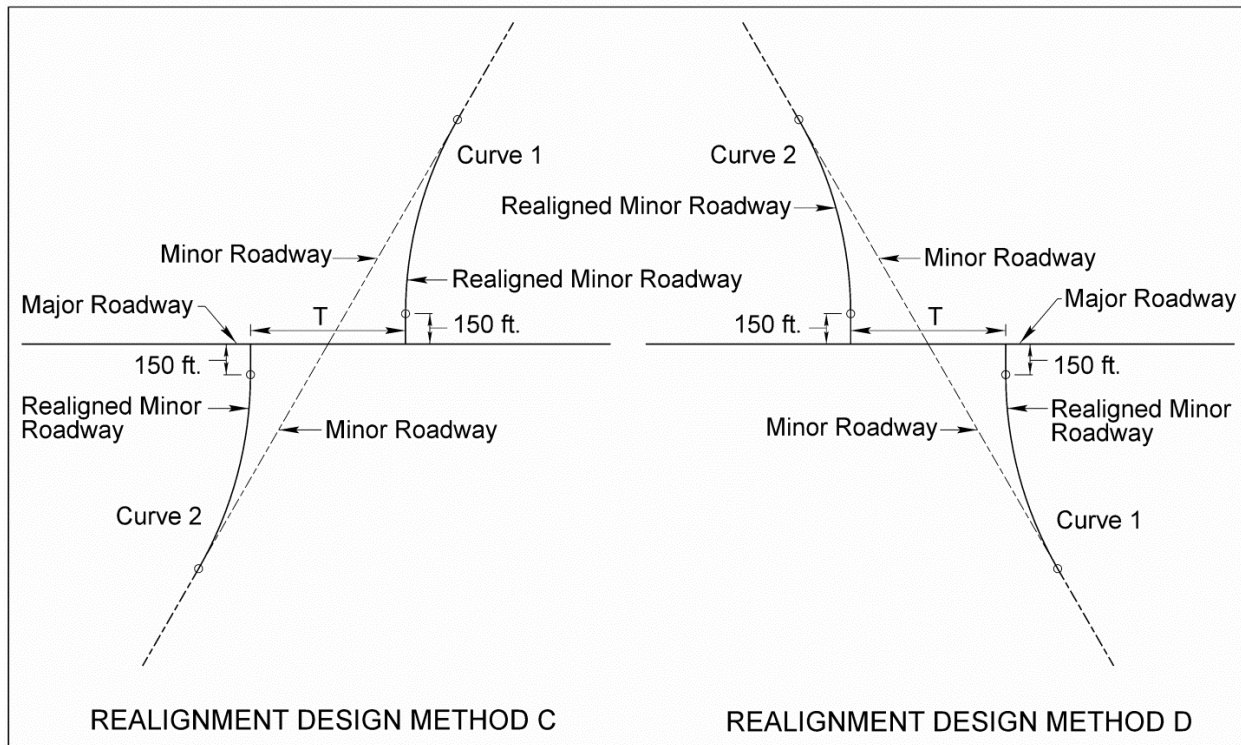 Curve 1
Minor Roadway
Realigned Minor Roadway
Major Roadway
T
150 ft.
150 ft.
Realigned Minor
Roadway
Minor Roadway
Curve 2
REALIGNMENT DESIGN METHOD C
Curve 2
Realigned Minor Roadway
Minor Roadway
Major Roadway
T
150 ft.
150 ft.
Realigned Minor
Roadway
Minor Roadway
Curve 1
REALIGNMENT DESIGN METHOD D